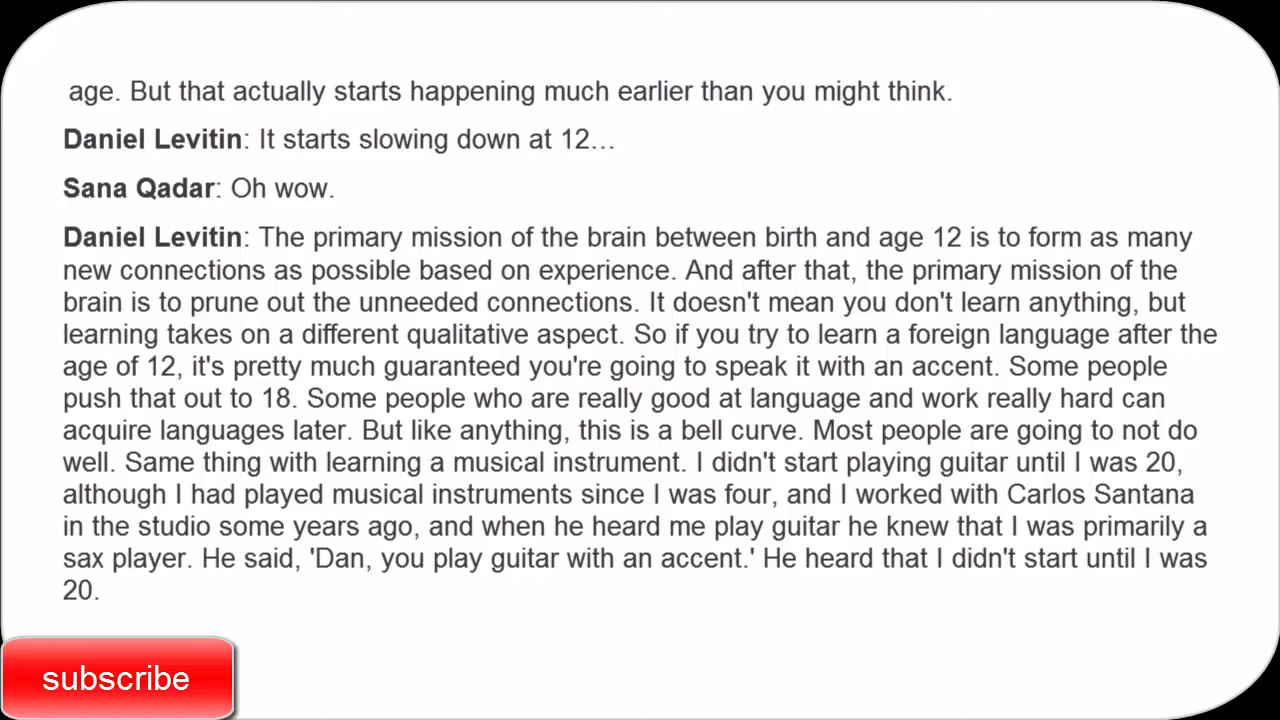 age. But that actually starts happening much earlier than you might think.
Daniel Levitin: It starts slowing down at 12...
Sana Qadar: Oh wow.
Daniel Levitin: The primary mission of the brain between birth and age 12 is to form as many
new connections as possible based on experience. And after that, the primary mission of the
brain is to prune out the unneeded connections. It doesn't mean you don't learn anything, but
learning takes on a different qualitative aspect. So if you try to learn a foreign language after the
age of 12, it's pretty much guaranteed you're going to speak it with an accent. Some people
push that out to 18. Some people who are really good at language and work really hard can
acquire languages later. But like anything, this is a bell curve. Most people are going to not do
well. Same thing with learning a musical instrument. I didn't start playing guitar until I was 20,
although I had played musical instruments since I was four, and I worked with Carlos Santana
in the studio some years ago, and when he heard me play guitar he knew that I was primarily a
sax player. He said, 'Dan, you play guitar with an accent.' He heard that I didn't start until I was
20.
subscribe